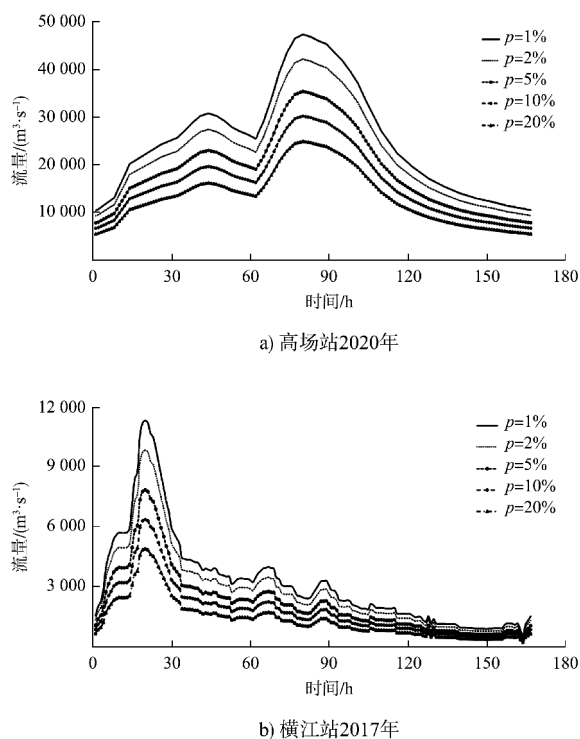 50 000
40 000
30 000
20 000
10 000
流量/(m³·s⁻¹)
p=1%
p=2%
p=5%
p=10%
p=20%
0 30 60 90 120 150 180
时间/h
a) 高场站2020年
12 000
9 000
6 000
3 000
流量/(m³·s⁻¹)
p=1%
p=2%
p=5%
p=10%
p=20%
0 30 60 90 120 150 180
时间/h
b) 横江站2017年